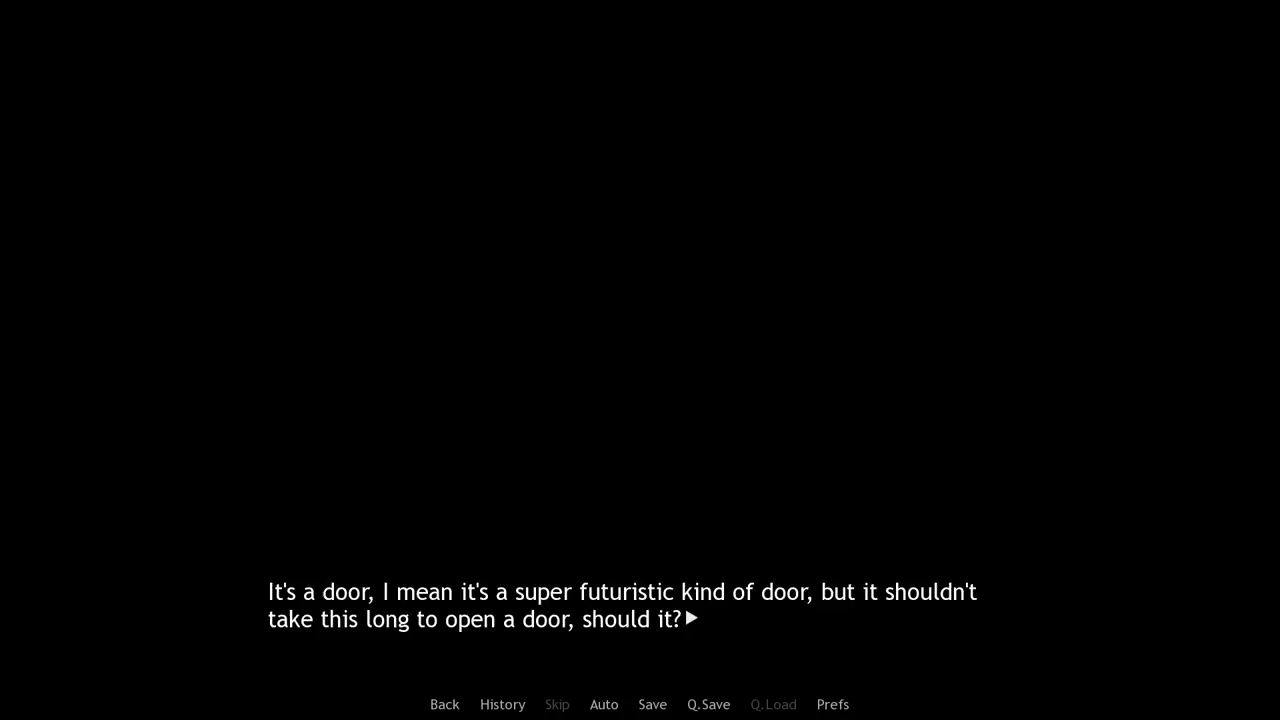 It's a door, I mean it's a super futuristic kind of door, but it shouldn't
take this long to open a door, should it?
Back History Skip Auto Save Q.Save Q.Load Prefs